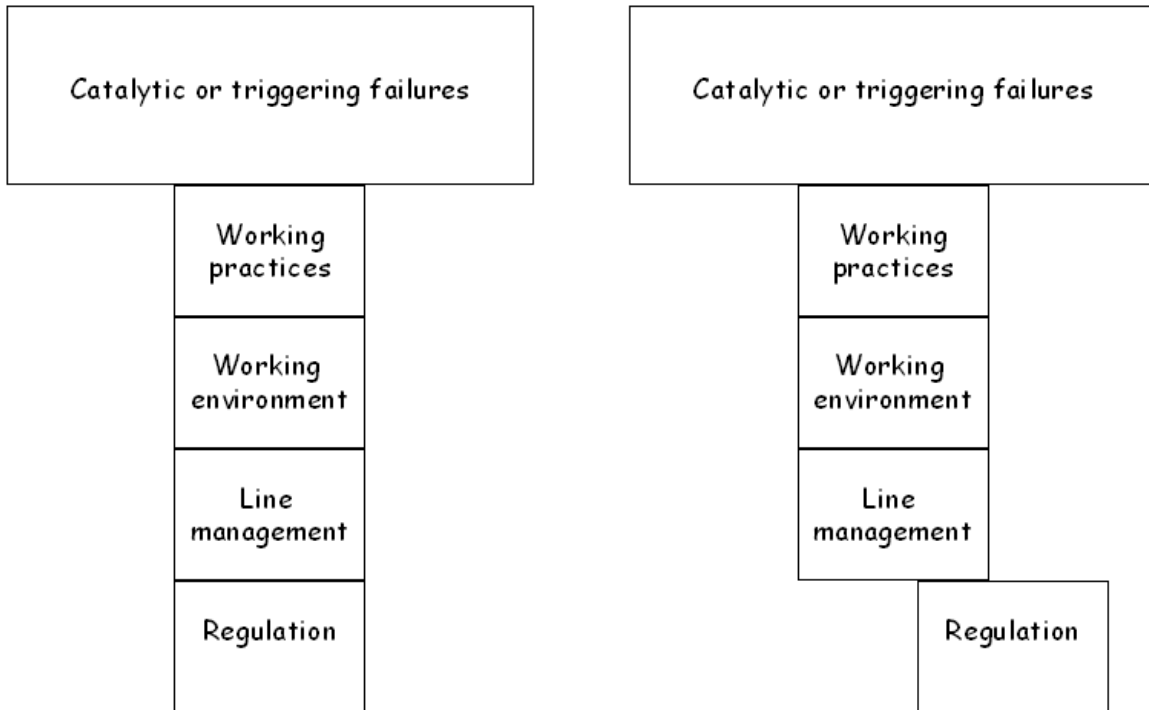 Catalytic or triggering failures
Working
practices
Working
environment
Line
management
Regulation
Catalytic or triggering failures
Working
practices
Working
environment
Line
management
Regulation